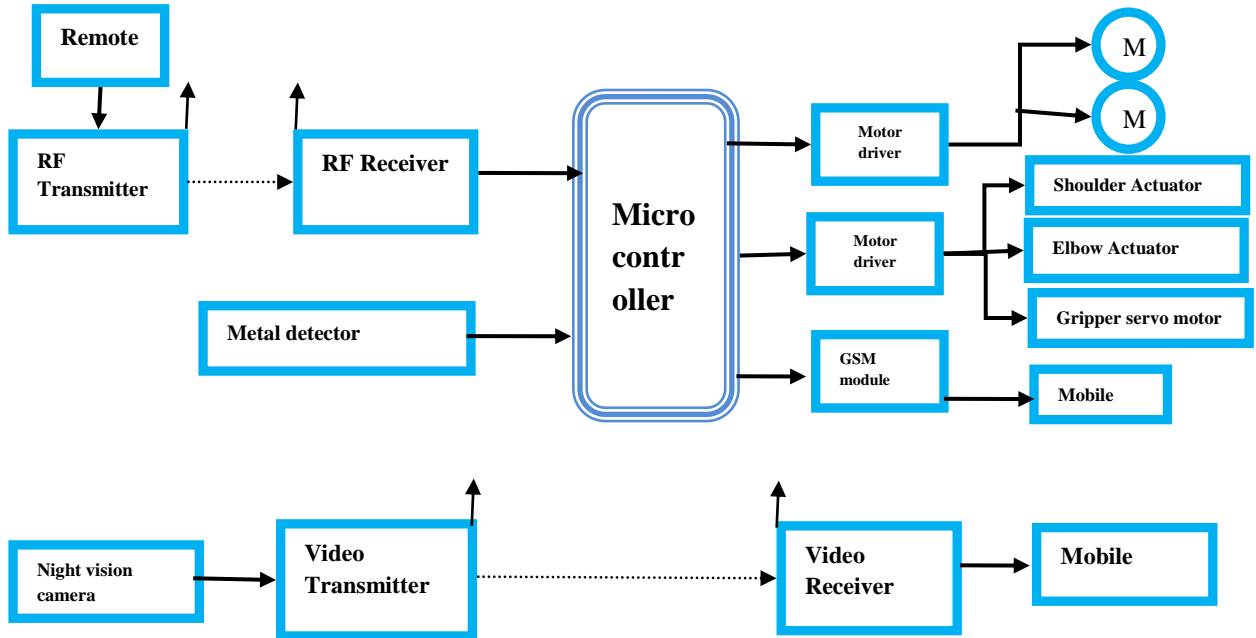 Remote
M
M
RF
Transmitter
RF Receiver
Motor
driver
Shoulder Actuator
Micro
contr
oller
Motor
driver
Elbow Actuator
Metal detector
Gripper servo motor
GSM
module
Mobile
Night vision
camera
Video
Transmitter
Video
Receiver
Mobile